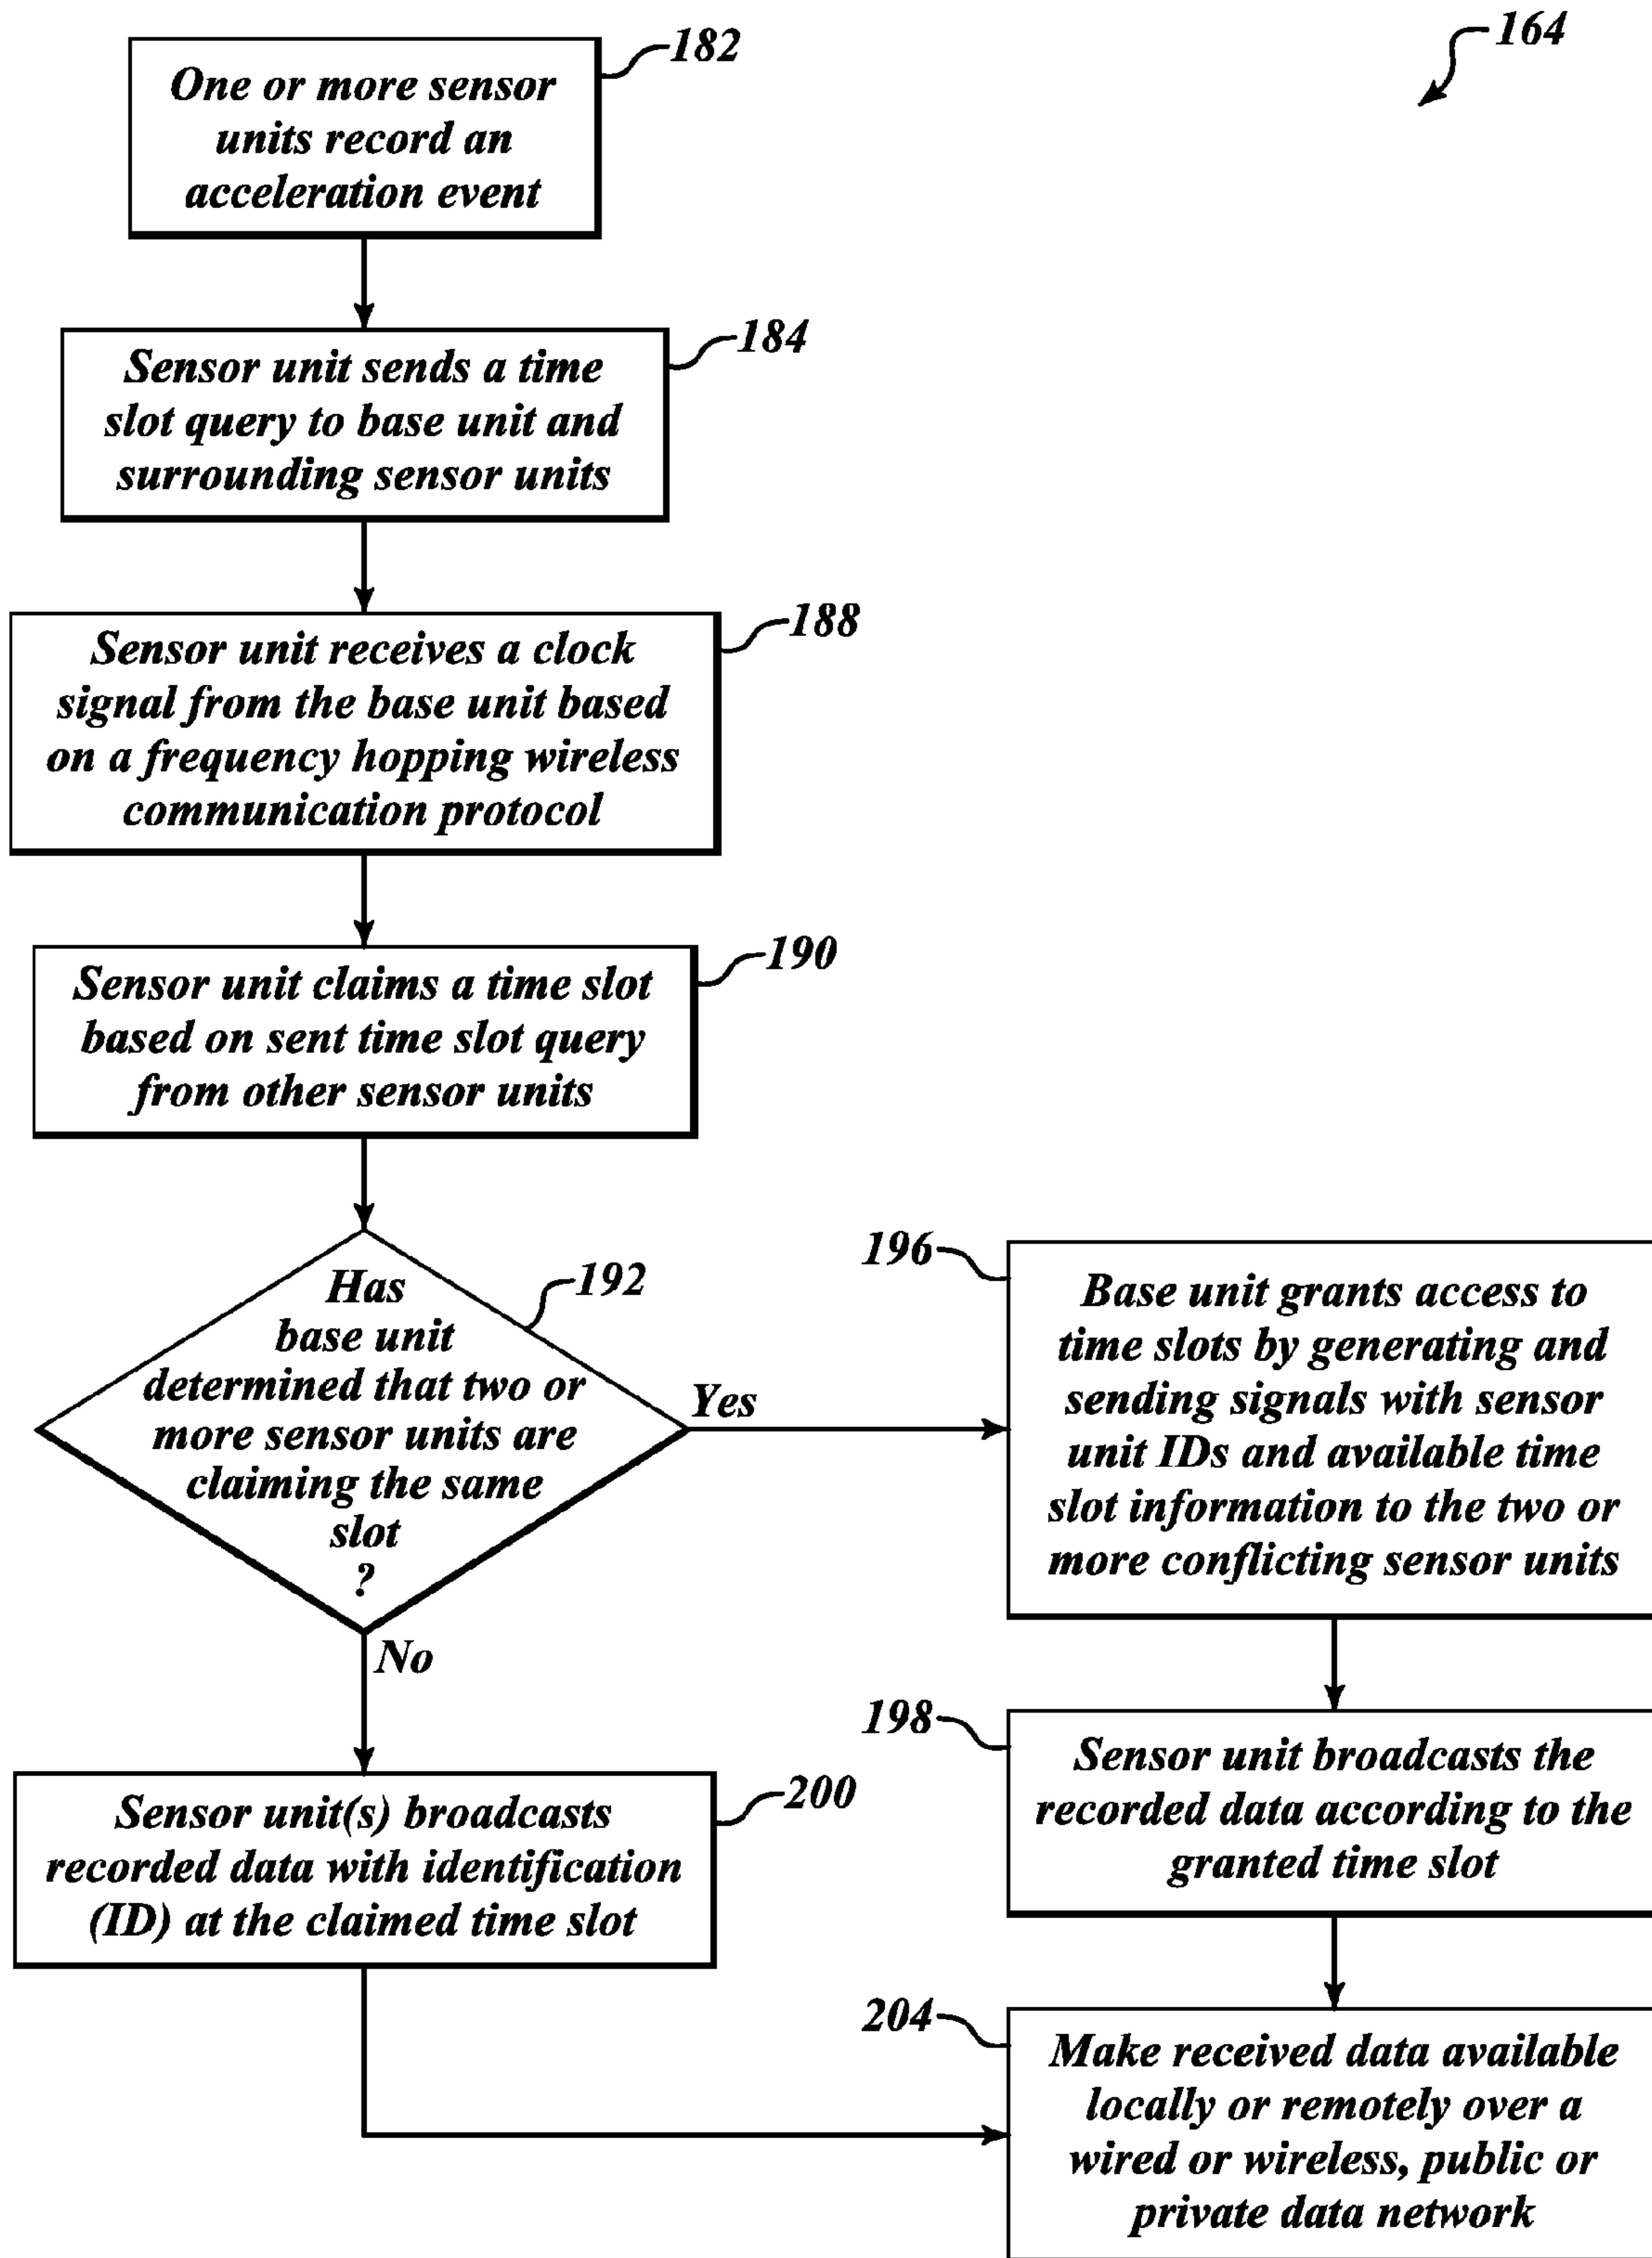 164
182
One or more sensor
units record an
acceleration event
184
Sensor unit sends a time
slot query to base unit and
surrounding sensor units
188
Sensor unit receives a clock
signal from the base unit based
on a frequency hopping wireless
communication protocol
190
Sensor unit claims a time slot
based on sent time slot query
from other sensor units
192
Has
base unit
determined that two or
more sensor units are
claiming the same
slot
?
Yes
No
196
Base unit grants access to
time slots by generating and
sending signals with sensor
unit IDs and available time
slot information to the two or
more conflicting sensor units
198
Sensor unit broadcasts the
recorded data according to the
granted time slot
200
Sensor unit(s) broadcasts
recorded data with identification
(ID) at the claimed time slot
204
Make received data available
locally or remotely over a
wired or wireless, public or
private data network